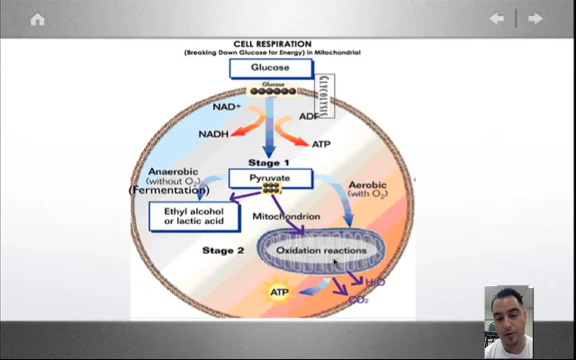 CELL RESPIRATION
(Breaking Down Glucose for Energy) in Mitochondrial
Glucose
Glucose
GLYCOLYSIS
NAD+
ADP
NADH
ATP
Stage 1
Anaerobic
(without O₂)
(Fermentation)
Pyruvate
Aerobic
(with O₂)
Ethyl alcohol
or lactic acid
Mitochondrion
Stage 2
Oxidation reactions
ATP
H₂O
CO₂